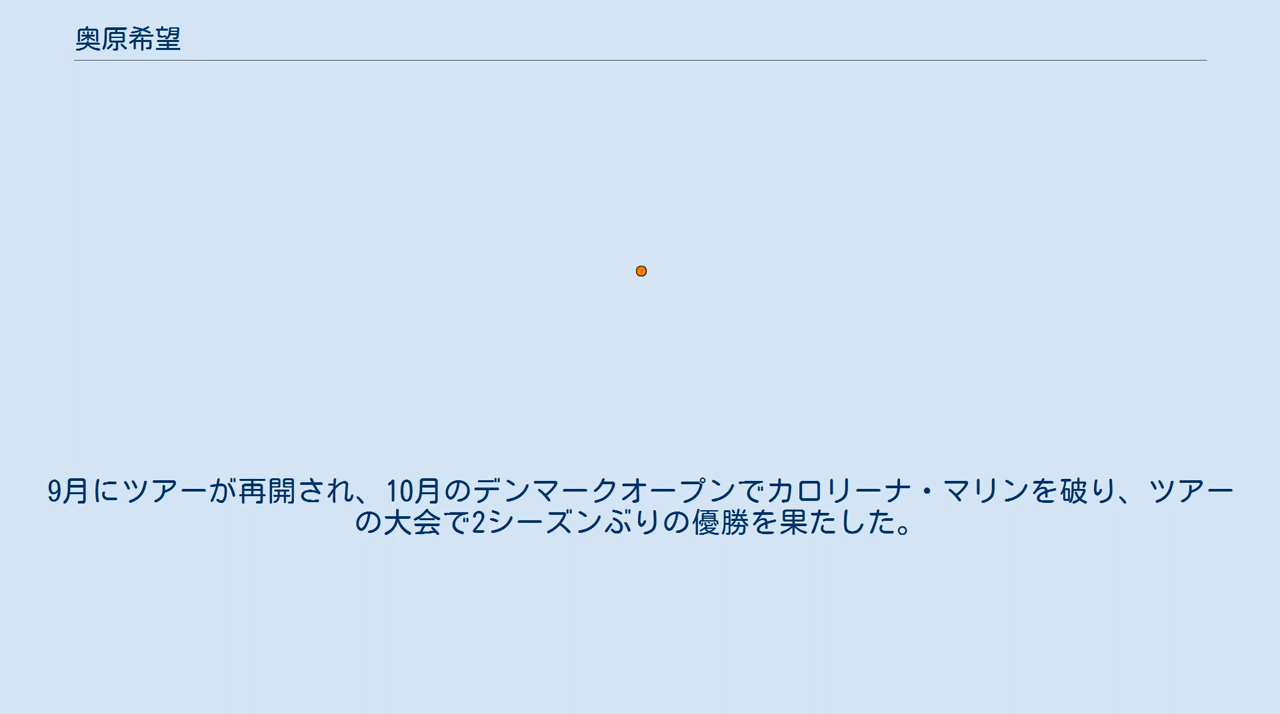 奥原希望
9月にツアーが再開され、10月のデンマークオープンでカロリーナ・マリンを破り、ツアー
の大会で2シーズンぶりの優勝を果たした。